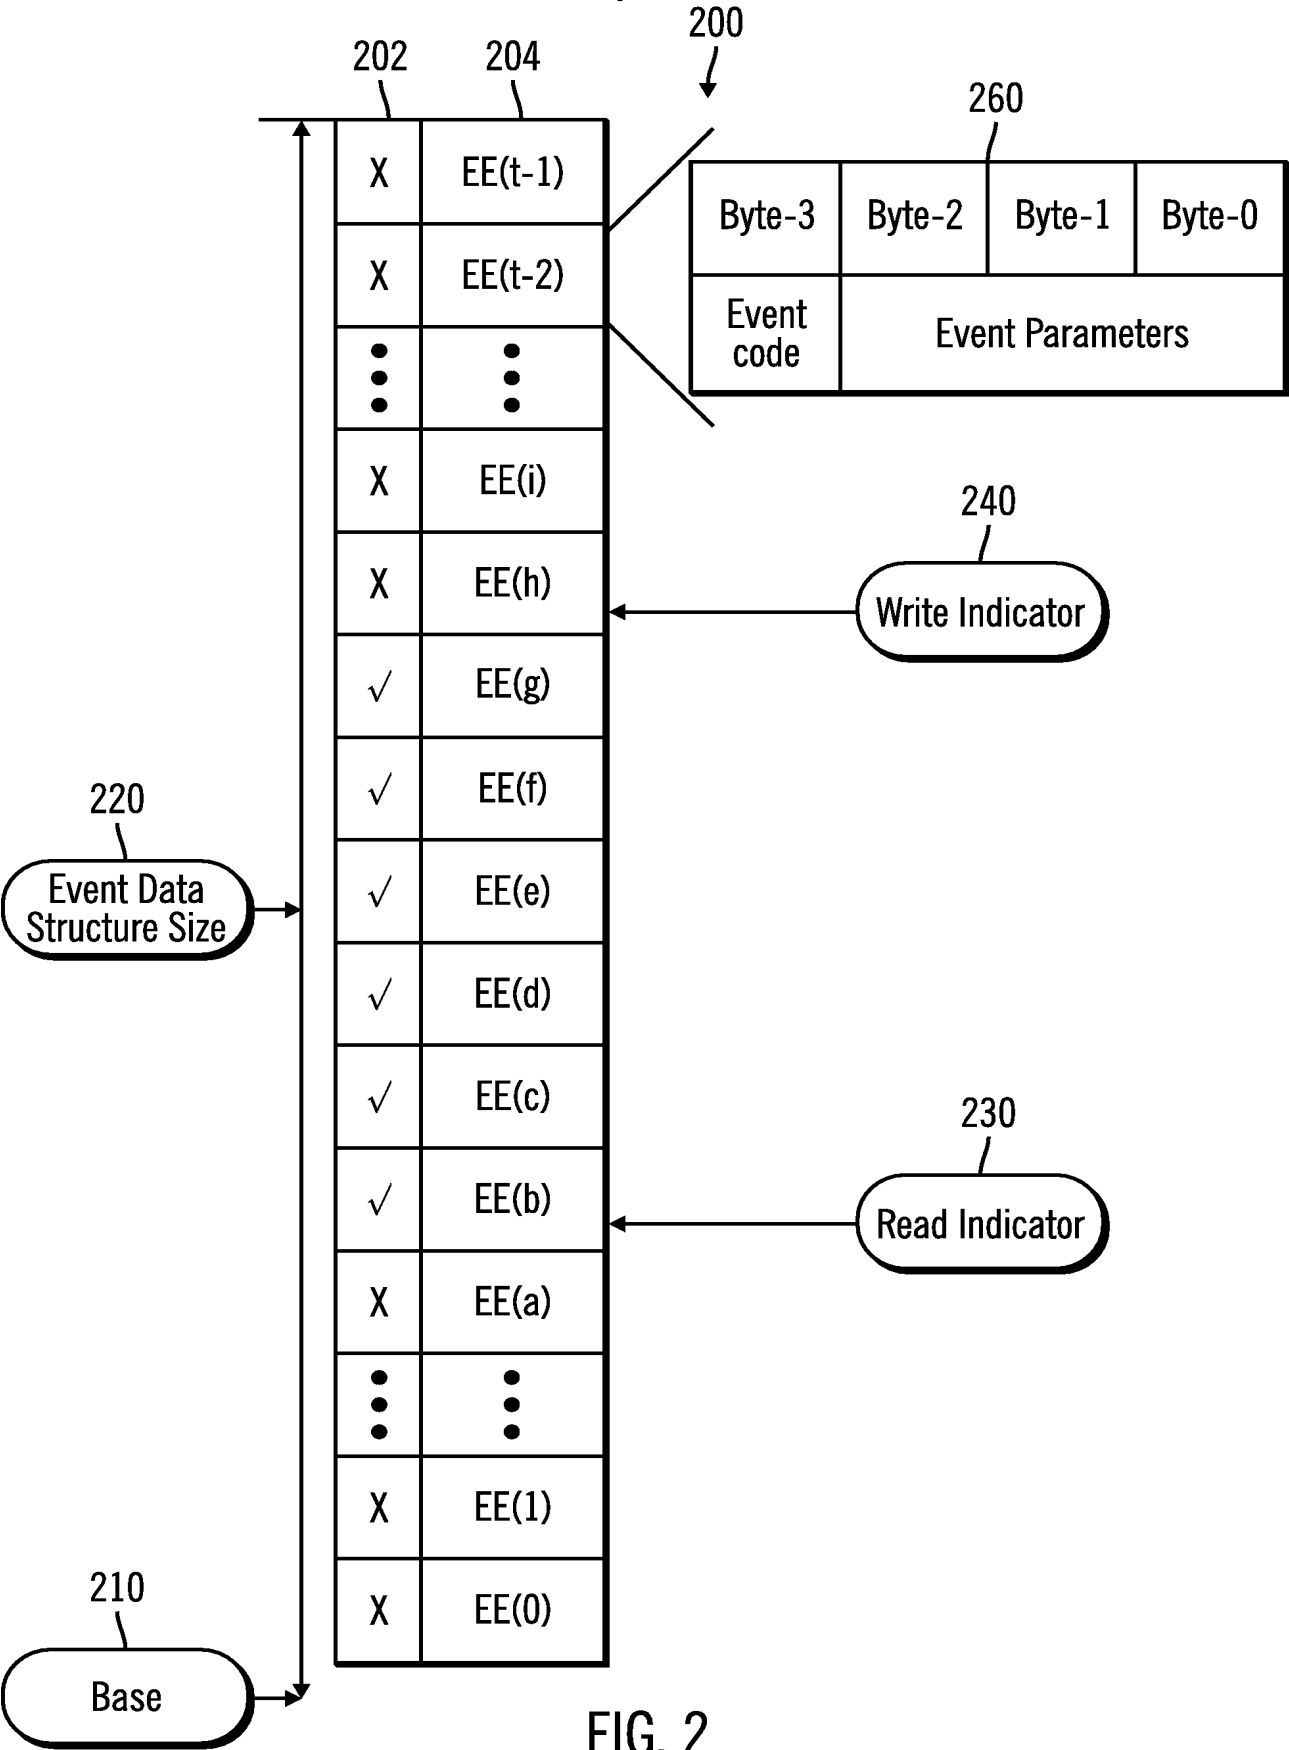 200
202 204
260
X EE(t-1)
Byte-3 Byte-2 Byte-1 Byte-0
X EE(t-2)
Event
code
Event Parameters
X EE(i)
240
X EE(h)
Write Indicator
√ EE(g)
√ EE(f)
220
Event Data
Structure Size
√ EE(e)
√ EE(d)
√ EE(c)
230
√ EE(b)
Read Indicator
X EE(a)
X EE(1)
210
X EE(0)
Base
FIG. 2